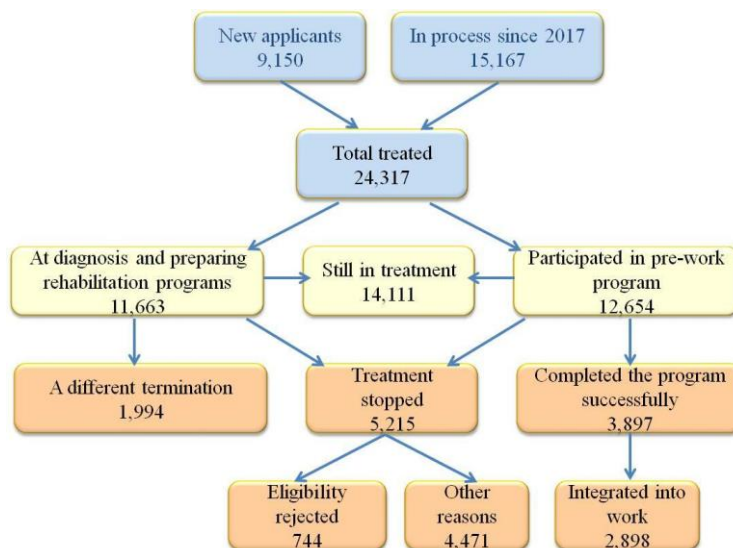 New applicants
9,150
In process since 2017
15,167
Total treated
24,317
At diagnosis and preparing
rehabilitation programs
11,663
Still in treatment
14,111
Participated in pre-work
program
12,654
A different termination
1,994
Treatment
stopped
5,215
Completed the program
successfully
3,897
Eligibility
rejected
744
Other
reasons
4,471
Integrated into
work
2,898